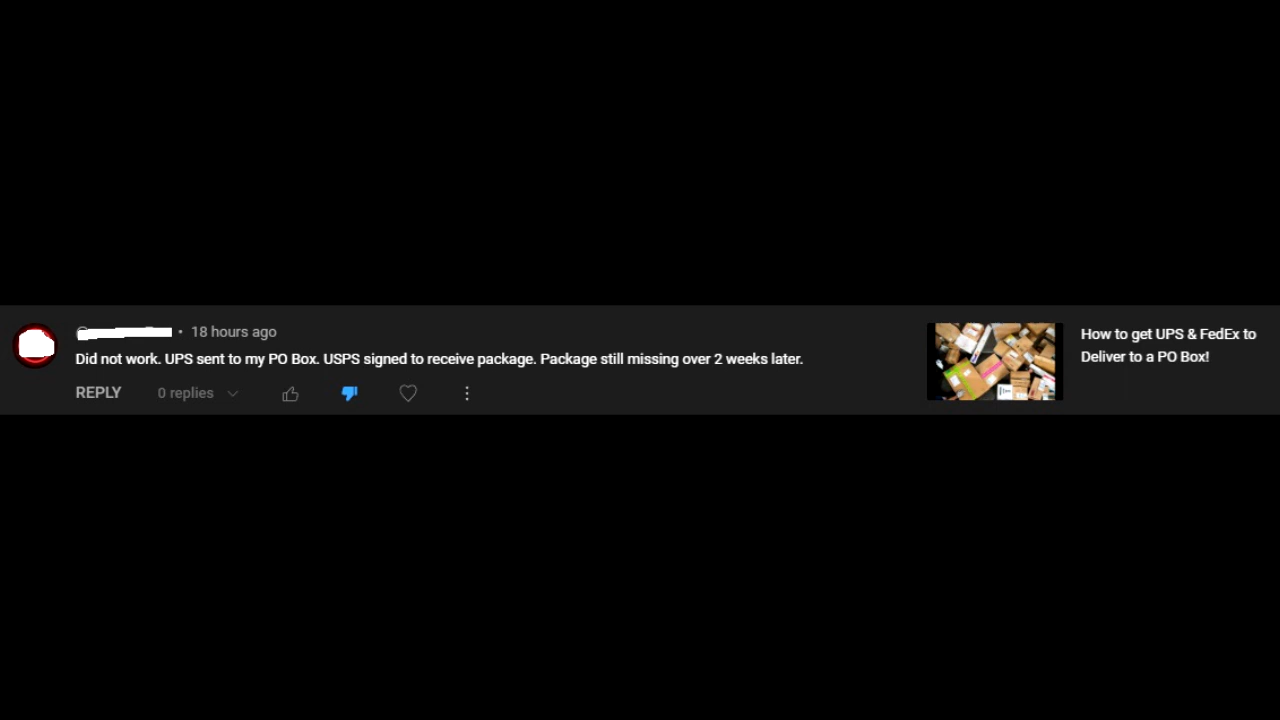 • 18 hours ago
Did not work. UPS sent to my PO Box. USPS signed to receive package. Package still missing over 2 weeks later.
REPLY 0 replies
How to get UPS & FedEx to
Deliver to a PO Box!